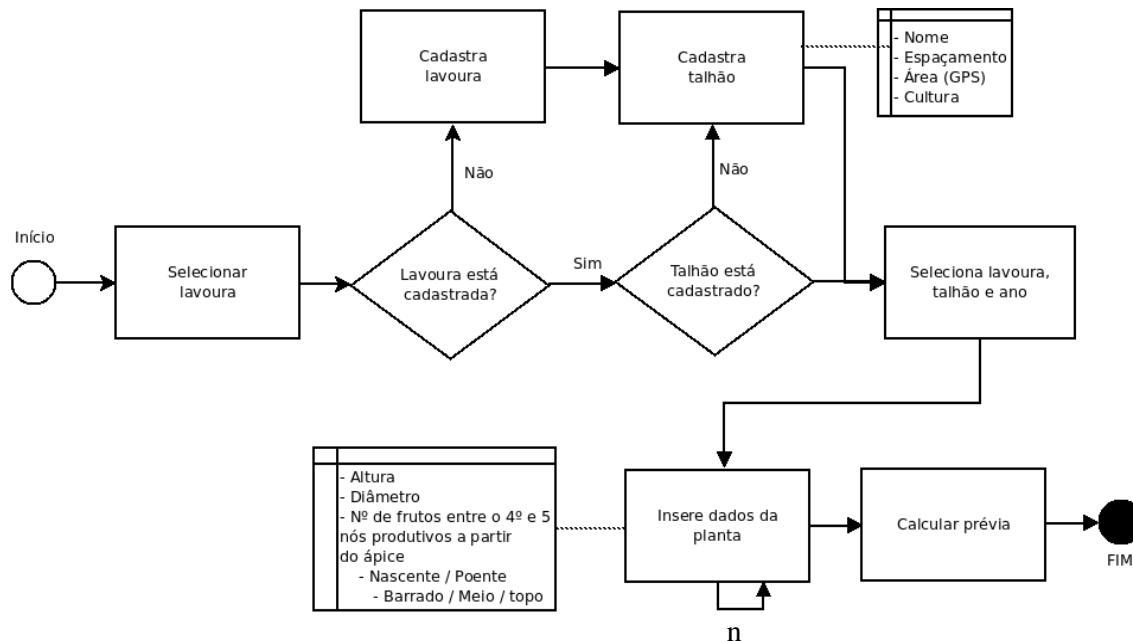 Cadastra
lavoura
Cadastra
talhão
- Nome
- Espaçamento
- Área (GPS)
- Cultura
Não
Não
Início
Selecionar
lavoura
Lavoura está
cadastrada?
Sim
Talhão está
cadastrado?
Seleciona lavoura,
talhão e ano
- Altura
- Diâmetro
- Nº de frutos entre o 4º e 5
nós produtivos a partir
do ápice
- Nascente / Poente
- Barrado / Meio / topo
Insere dados da
planta
Calcular prévia
FIM
n